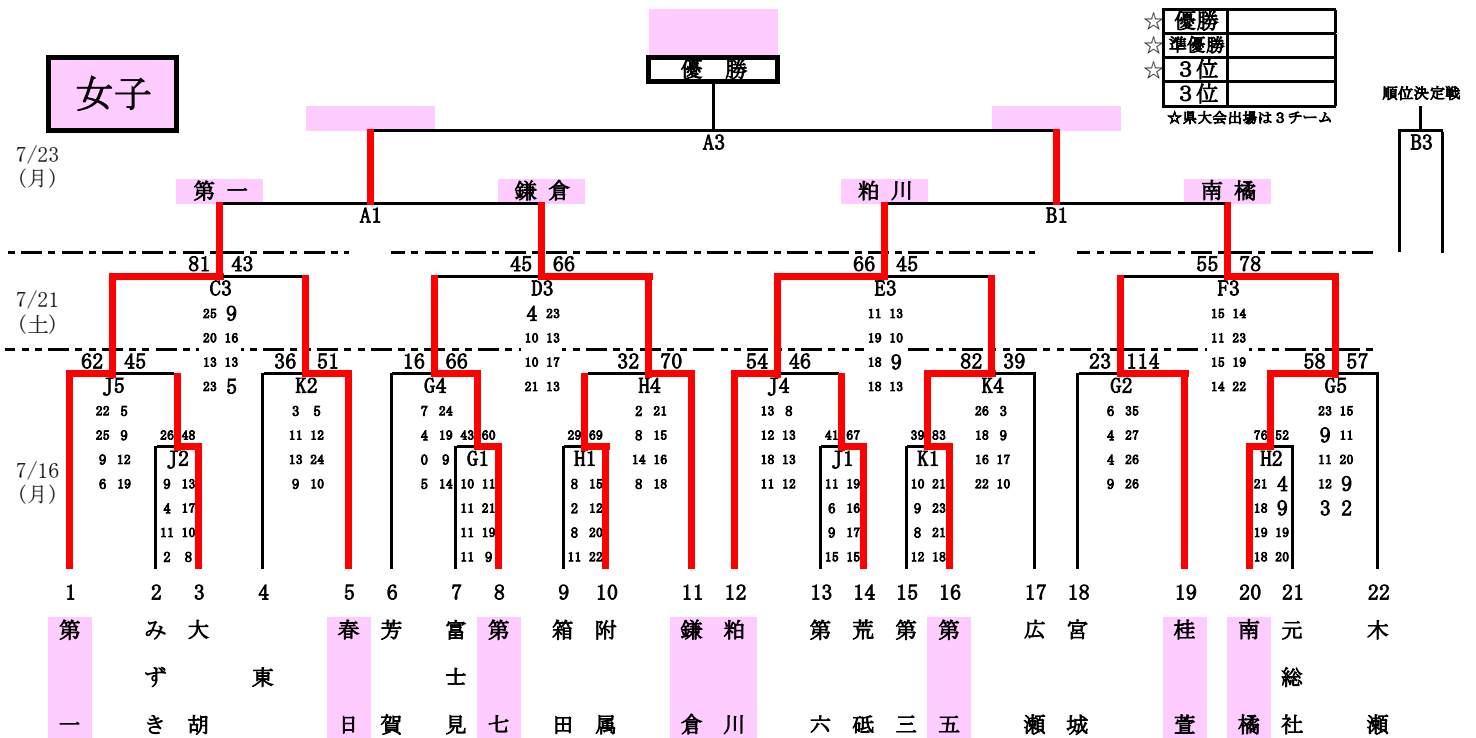 ☆ 優勝
☆ 準優勝
☆ 3位
3位
☆県大会出場は3チーム
優 勝
女子
順位決定戦
A3
B3
7/23
(月)
第一 鎌倉 粕川 南橘
A1 B1
81 43 45 66 66 45 55 78
C3 D3 E3 F3
7/21
(土)
25 9 4 23 11 13 15 14
20 16 10 13 19 10 11 23
13 13 10 17 18 9 15 19
23 5 21 13 18 13 14 22
62 45 36 51 16 66 32 70 54 46 82 39 23 114 58 57
J5 K2 G4 H4 J4 K4 G2 G5
22 5 3 5 7 24 2 21 13 8 26 3 6 35 23 15
25 9 11 12 4 19 8 15 12 13 18 9 4 27 9 11
9 12 13 24 0 9 14 16 18 13 16 17 4 26 11 20
6 19 9 10 5 14 8 18 11 12 22 10 9 26 12 9
3 2
26 48 43 60 29 69 41 67 39 83 76 52
J2 G1 H1 J1 K1 H2
7/16
(月)
9 13 10 11 8 15 11 19 10 21 21 4
4 17 11 21 2 12 6 16 9 23 18 9
11 10 11 19 8 20 9 17 8 21 19 19
2 8 11 9 11 22 15 15 12 18 18 20
1 2 3 4 5 6 7 8 9 10 11 12 13 14 15 16 17 18 19 20 21 22
第一
みずき
大胡
東
春日
芳賀
富士見
第七
箱田
附属
鎌倉
粕川
第六
荒砥
第三
第五
広瀬
宮城
桂萱
南橘
元総社
木瀬